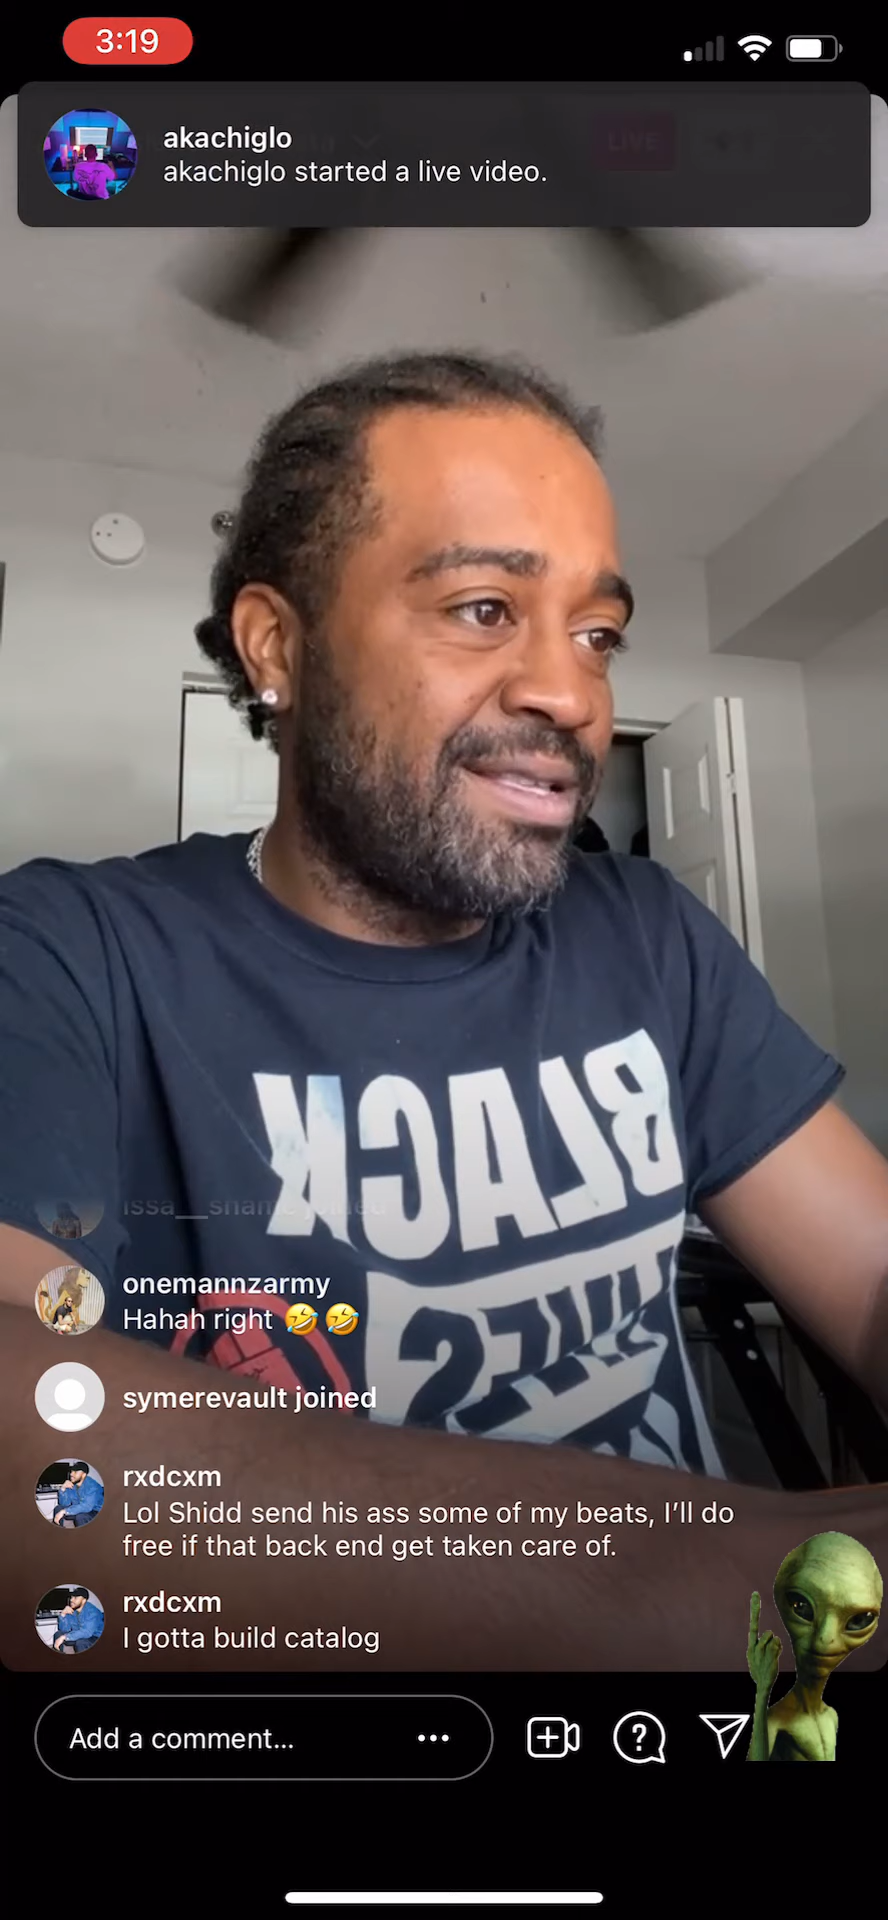 3:19
akachiglo
LIVE
akachiglo started a live video.
BLACK
onemannzarmy
Hahah right 🤣🤣
symerevault joined
rxdcxm
Lol Shidd send his ass some of my beats, I’ll do
free if that back end get taken care of.
rxdcxm
I gotta build catalog
Add a comment...